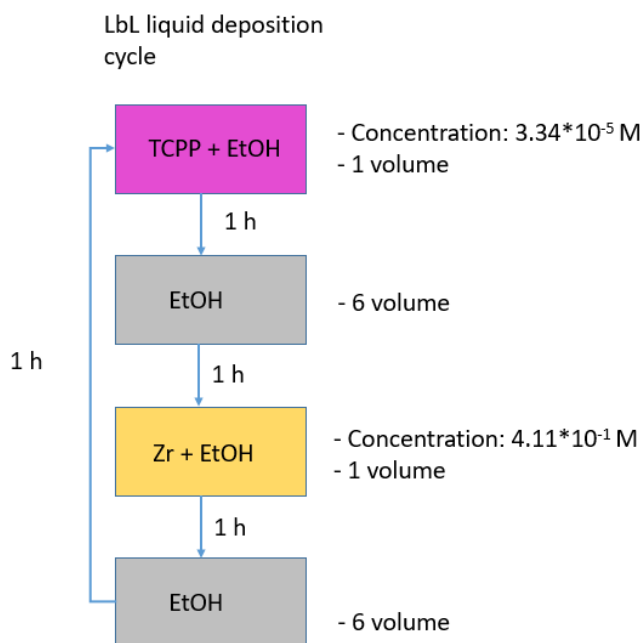 LbL liquid deposition
cycle
TCPP + EtOH
- Concentration: 3.34*10⁻⁵ M
- 1 volume
1 h
EtOH
- 6 volume
1 h
1 h
Zr + EtOH
- Concentration: 4.11*10⁻¹ M
- 1 volume
1 h
EtOH
- 6 volume